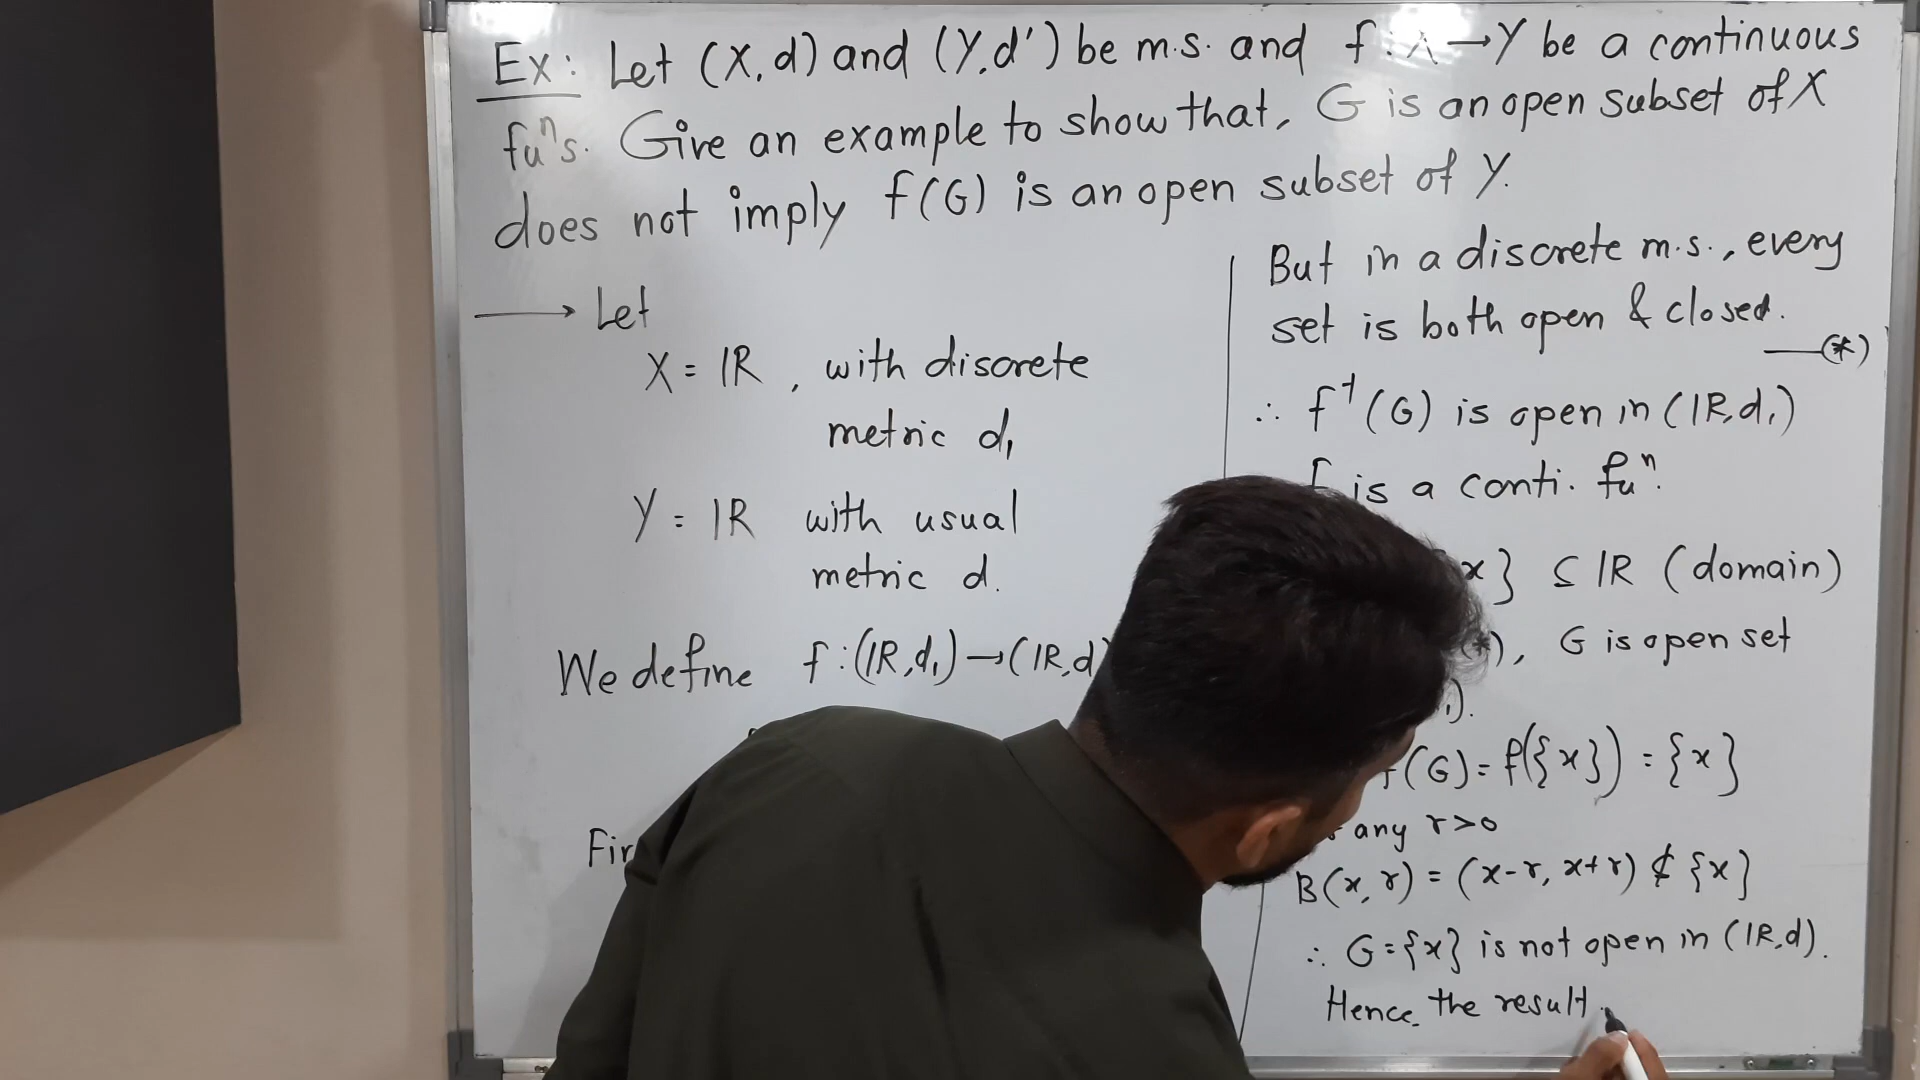 Ex: Let (X,d) and (Y,d') be m.s. and f: X→Y be a continuous
fuⁿs. Give an example to show that, G is an open subset of X
does not imply f(G) is an open subset of Y.
→ Let
X = IR , with discrete
metric d₁
Y = IR with usual
metric d.
We define f : (IR,d₁) → (IR,d)
But in a discrete m.s., every
set is both open & closed.
—(*)
∴ f⁻¹(G) is open in (IR,d₁)
is a conti. fuⁿ.
x} ⊆ IR (domain)
*), G is open set
₁).
f(G) = f({x}) = {x}
any r>0
B(x, r) = (x-r, x+r) ⊄ {x}
∴ G={x} is not open in (IR,d).
Hence the result.